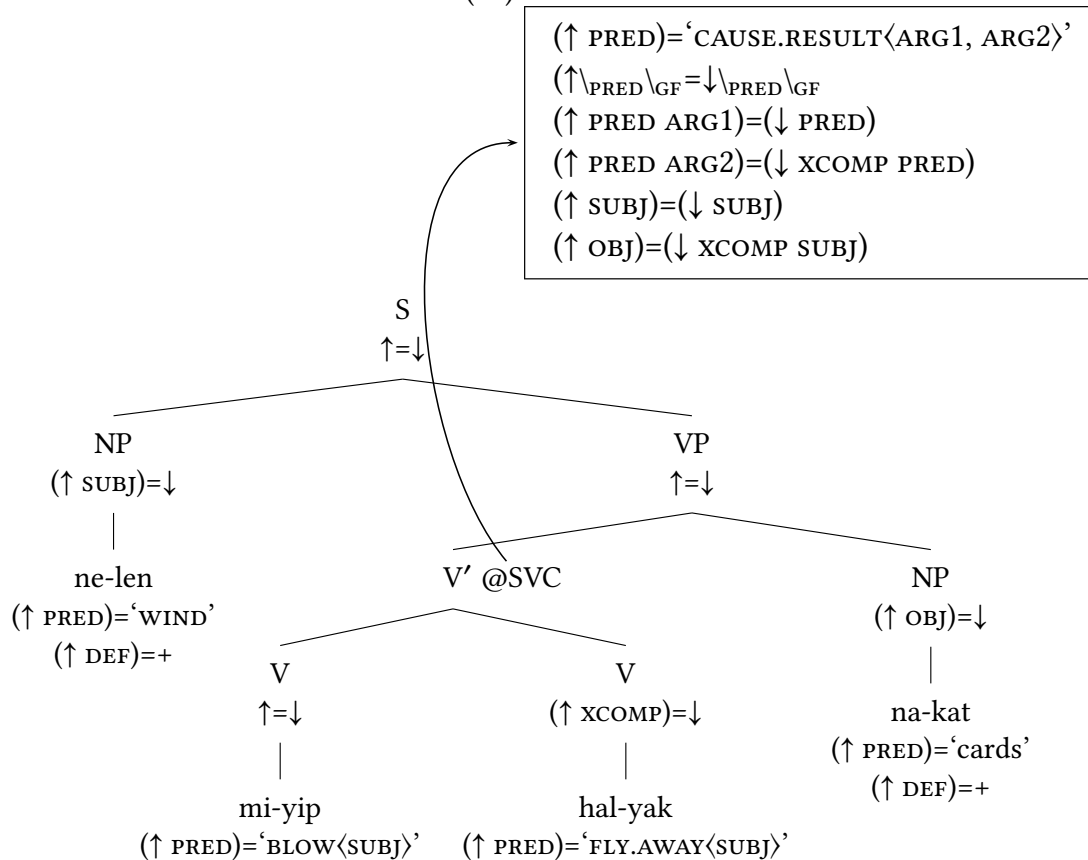 (↑ PRED)=‘CAUSE.RESULT⟨ARG1, ARG2⟩’
(↑\PRED\GF=↓\PRED\GF
(↑ PRED ARG1)=(↓ PRED)
(↑ PRED ARG2)=(↓ XCOMP PRED)
(↑ SUBJ)=(↓ SUBJ)
(↑ OBJ)=(↓ XCOMP SUBJ)
S
↑=↓
NP VP
(↑ SUBJ)=↓ ↑=↓
ne-len V′ @SVC NP
(↑ PRED)=‘WIND’ (↑ OBJ)=↓
(↑ DEF)=+
V V
↑=↓ (↑ XCOMP)=↓ na-kat
(↑ PRED)=‘cards’
(↑ DEF)=+
mi-yip hal-yak
(↑ PRED)=‘BLOW⟨SUBJ⟩’ (↑ PRED)=‘FLY.AWAY⟨SUBJ⟩’